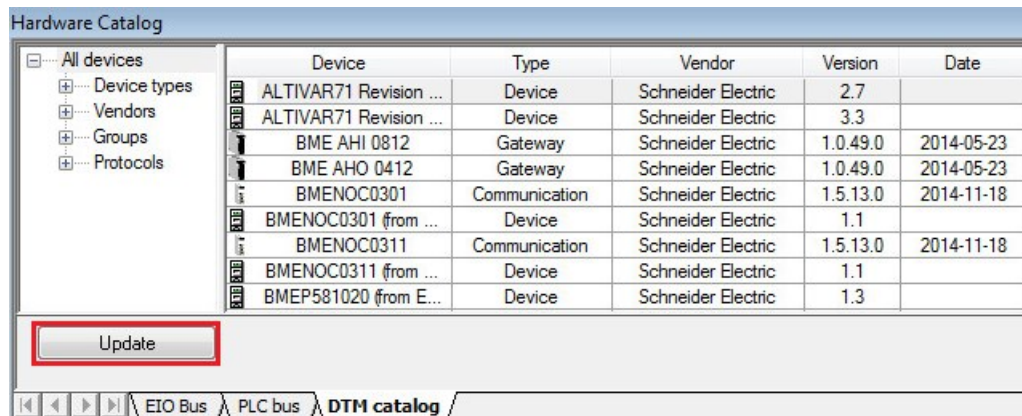 Hardware Catalog
All devices
Device types
Vendors
Groups
Protocols
Device Type Vendor Version Date
ALTIVAR71 Revision ... Device Schneider Electric 2.7
ALTIVAR71 Revision ... Device Schneider Electric 3.3
BME AHI 0812 Gateway Schneider Electric 1.0.49.0 2014-05-23
BME AHO 0412 Gateway Schneider Electric 1.0.49.0 2014-05-23
BMENOC0301 Communication Schneider Electric 1.5.13.0 2014-11-18
BMENOC0301 (from ... Device Schneider Electric 1.1
BMENOC0311 Communication Schneider Electric 1.5.13.0 2014-11-18
BMENOC0311 (from ... Device Schneider Electric 1.1
BMEP581020 (from E... Device Schneider Electric 1.3
Update
EIO Bus PLC bus DTM catalog